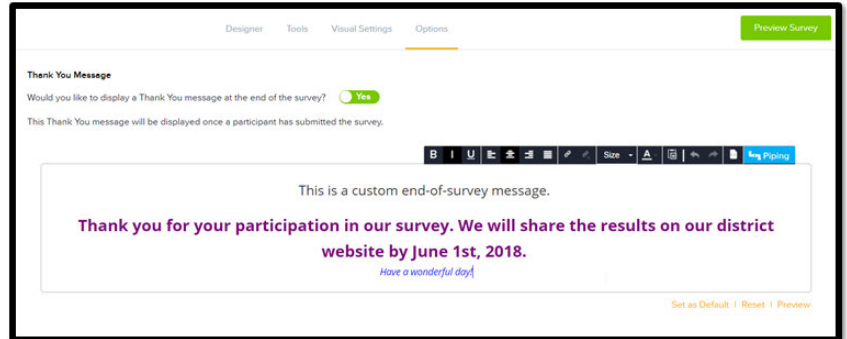 Designer Tools Visual Settings Options Preview Survey
Thank You Message
Would you like to display a Thank You message at the end of the survey? Yes
This Thank You message will be displayed once a participant has submitted the survey.
B I U Size A Piping
This is a custom end-of-survey message.
Thank you for your participation in our survey. We will share the results on our district
website by June 1st, 2018.
Have a wonderful day!
Set as Default | Reset | Preview